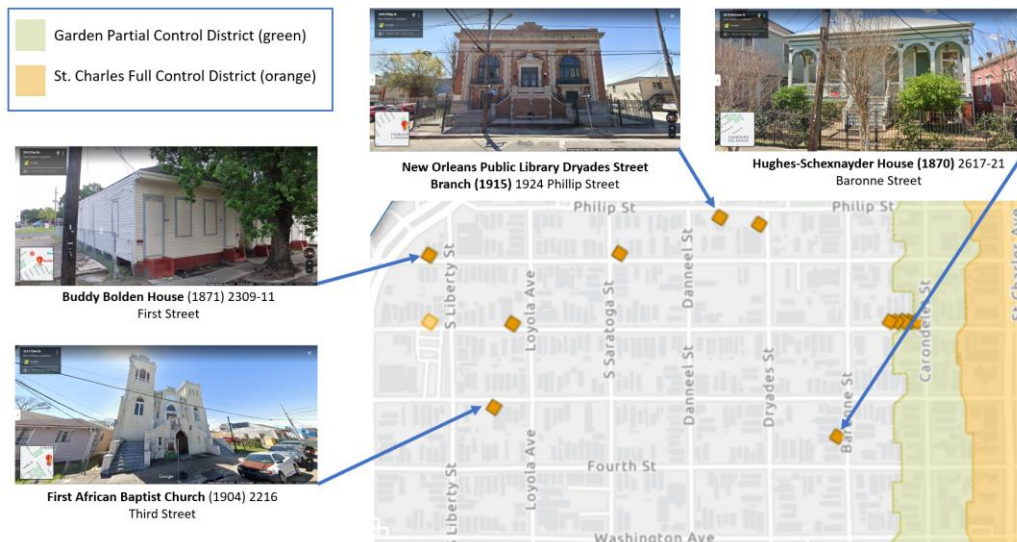 Garden Partial Control District (green)
St. Charles Full Control District (orange)
New Orleans Public Library Dryades Street
Branch (1915) 1924 Phillip Street
Hughes-Schexnayder House (1870) 2617-21
Baronne Street
Buddy Bolden House (1871) 2309-11
First Street
First African Baptist Church (1904) 2216
Third Street
Google
Philip St
Philip St
S Liberty St
Loyola Ave
S Saratoga St
Danneel St
Carondelet St
St Charles Ave
Danneel St
Dryades St
Baronne St
S Liberty St
Loyola Ave
Fourth St
Washington Ave